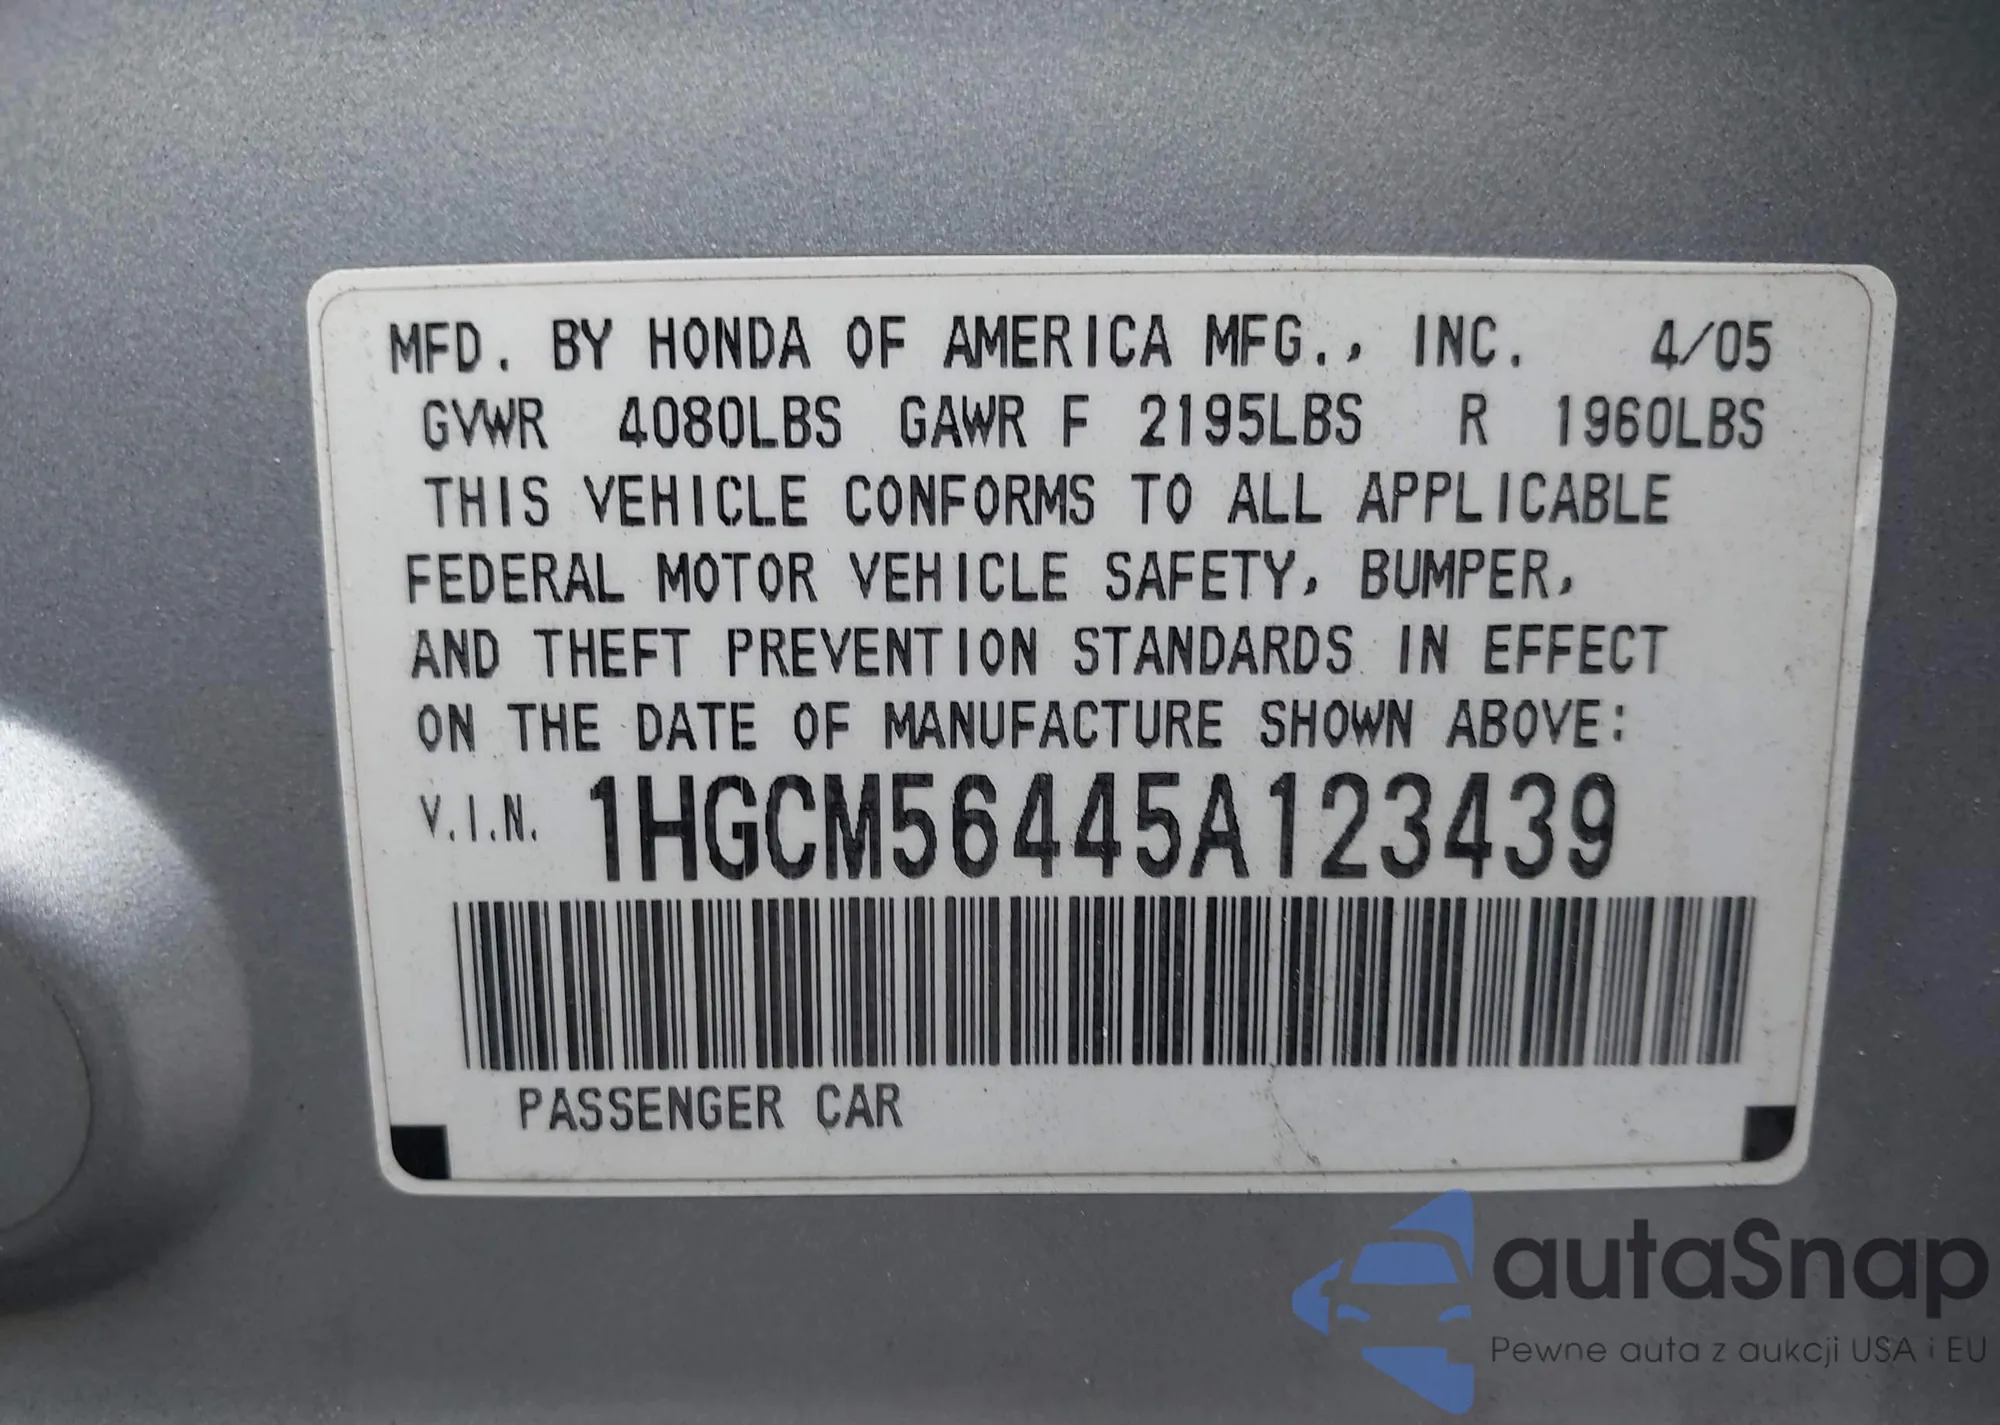 MFD. BY HONDA OF AMERICA MFG., INC. 4/05
GVWR 4080LBS GAWR F 2195LBS R 1960LBS
THIS VEHICLE CONFORMS TO ALL APPLICABLE
FEDERAL MOTOR VEHICLE SAFETY, BUMPER,
AND THEFT PREVENTION STANDARDS IN EFFECT
ON THE DATE OF MANUFACTURE SHOWN ABOVE:
V.I.N. 1HGCM56445A123439
PASSENGER CAR
autaSnap
Pewne auta z aukcji USA i EU